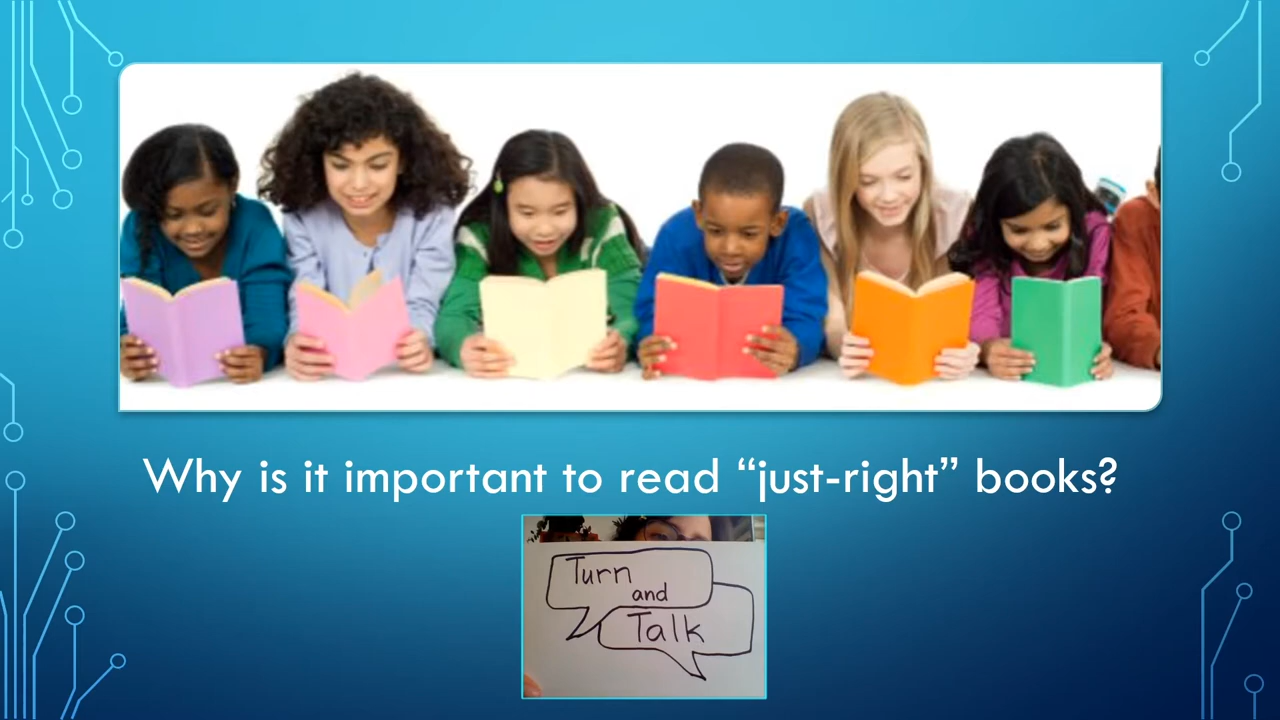 Why is it important to read “just-right” books?
Turn
and
Talk